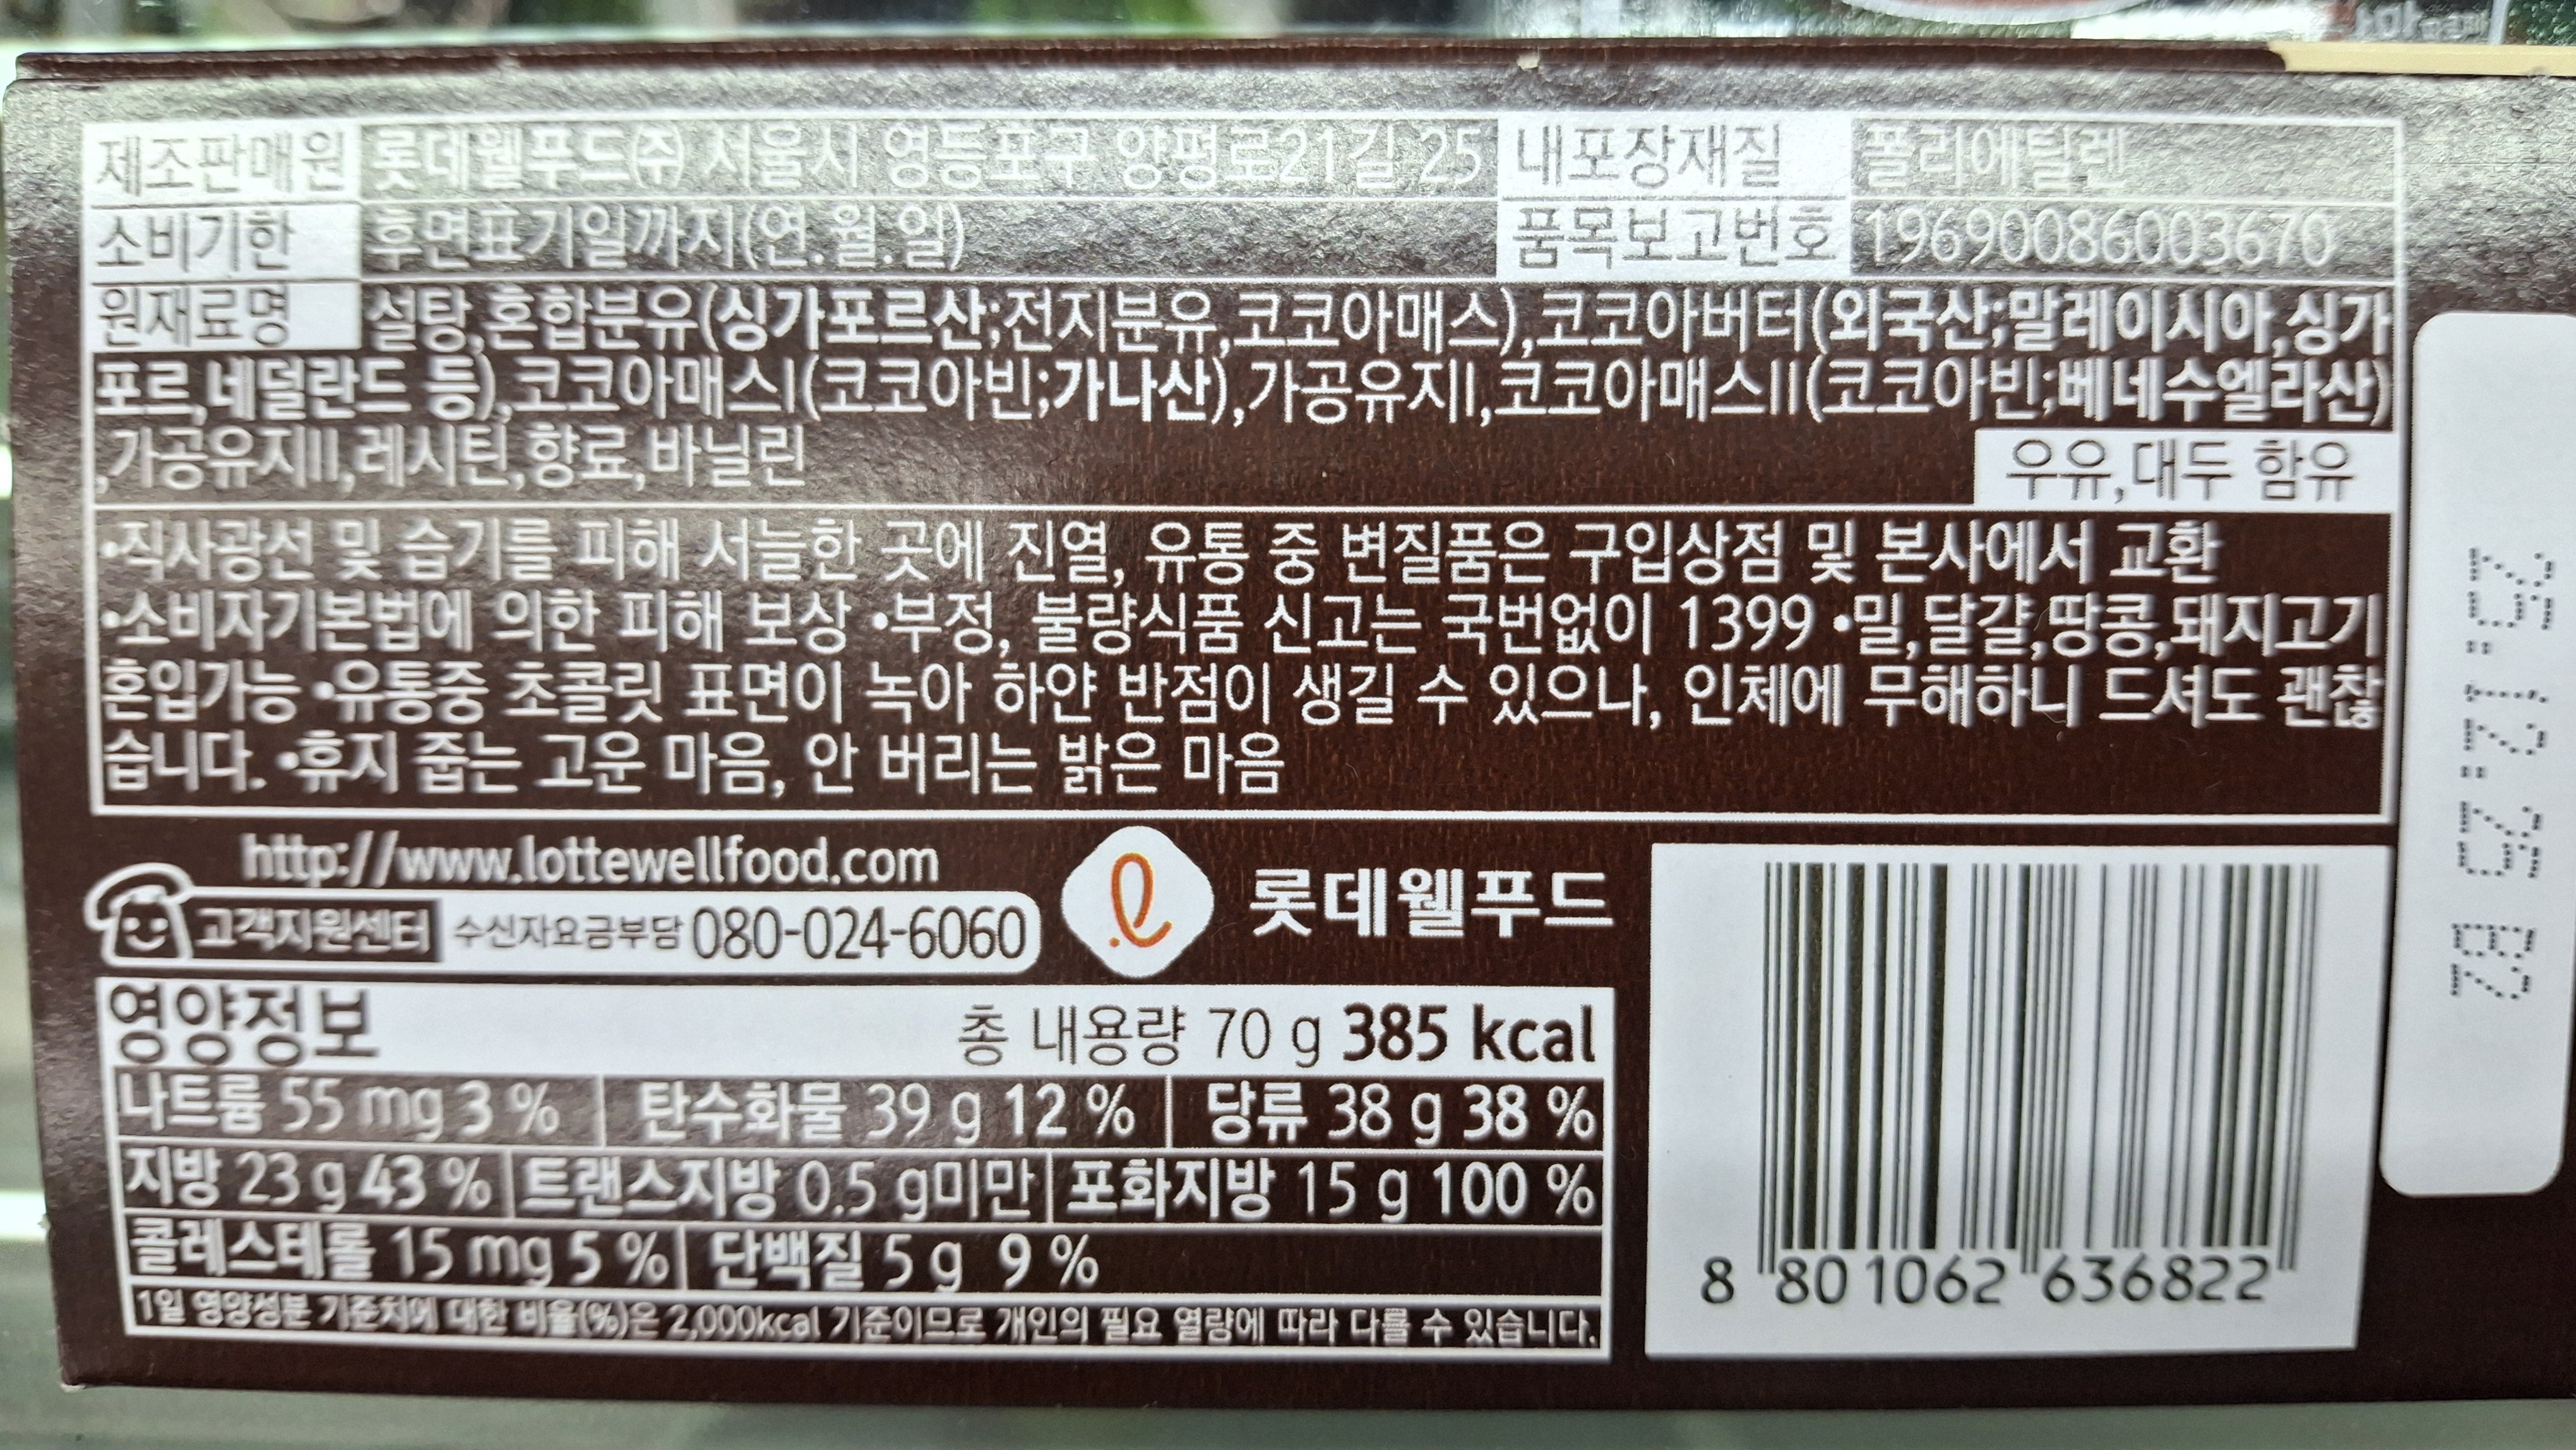 제조판매원 롯데웰푸드㈜ 서울시 영등포구 양평로21길 25 내포장재질 폴리에틸렌
소비기한 후면표기일까지(연.월.일) 품목보고번호 19690086003670
원재료명 설탕,혼합분유(싱가포르산;전지분유,코코아매스),코코아버터(외국산;말레이시아,싱가
포르,네덜란드 등),코코아매스I(코코아빈;가나산),가공유지I,코코아매스II(코코아빈;베네수엘라산)
,가공유지II,레시틴,향료,바닐린
우유,대두 함유
•직사광선 및 습기를 피해 서늘한 곳에 진열, 유통 중 변질품은 구입상점 및 본사에서 교환
•소비자기본법에 의한 피해 보상 •부정, 불량식품 신고는 국번없이 1399 •밀,달걀,땅콩,돼지고기
혼입가능 •유통중 초콜릿 표면이 녹아 하얀 반점이 생길 수 있으나, 인체에 무해하니 드셔도 괜찮
습니다. •휴지 줍는 고운 마음, 안 버리는 밝은 마음
http://www.lottewellfood.com
고객지원센터 수신자요금부담 080-024-6060
롯데웰푸드
영양정보 총 내용량 70 g 385 kcal
나트륨 55 mg 3 % 탄수화물 39 g 12 % 당류 38 g 38 %
지방 23 g 43 % 트랜스지방 0.5 g미만 포화지방 15 g 100 %
콜레스테롤 15 mg 5 % 단백질 5 g 9 %
1일 영양성분 기준치에 대한 비율(%)은 2,000kcal 기준이므로 개인의 필요 열량에 따라 다를 수 있습니다.
8 801062 636822